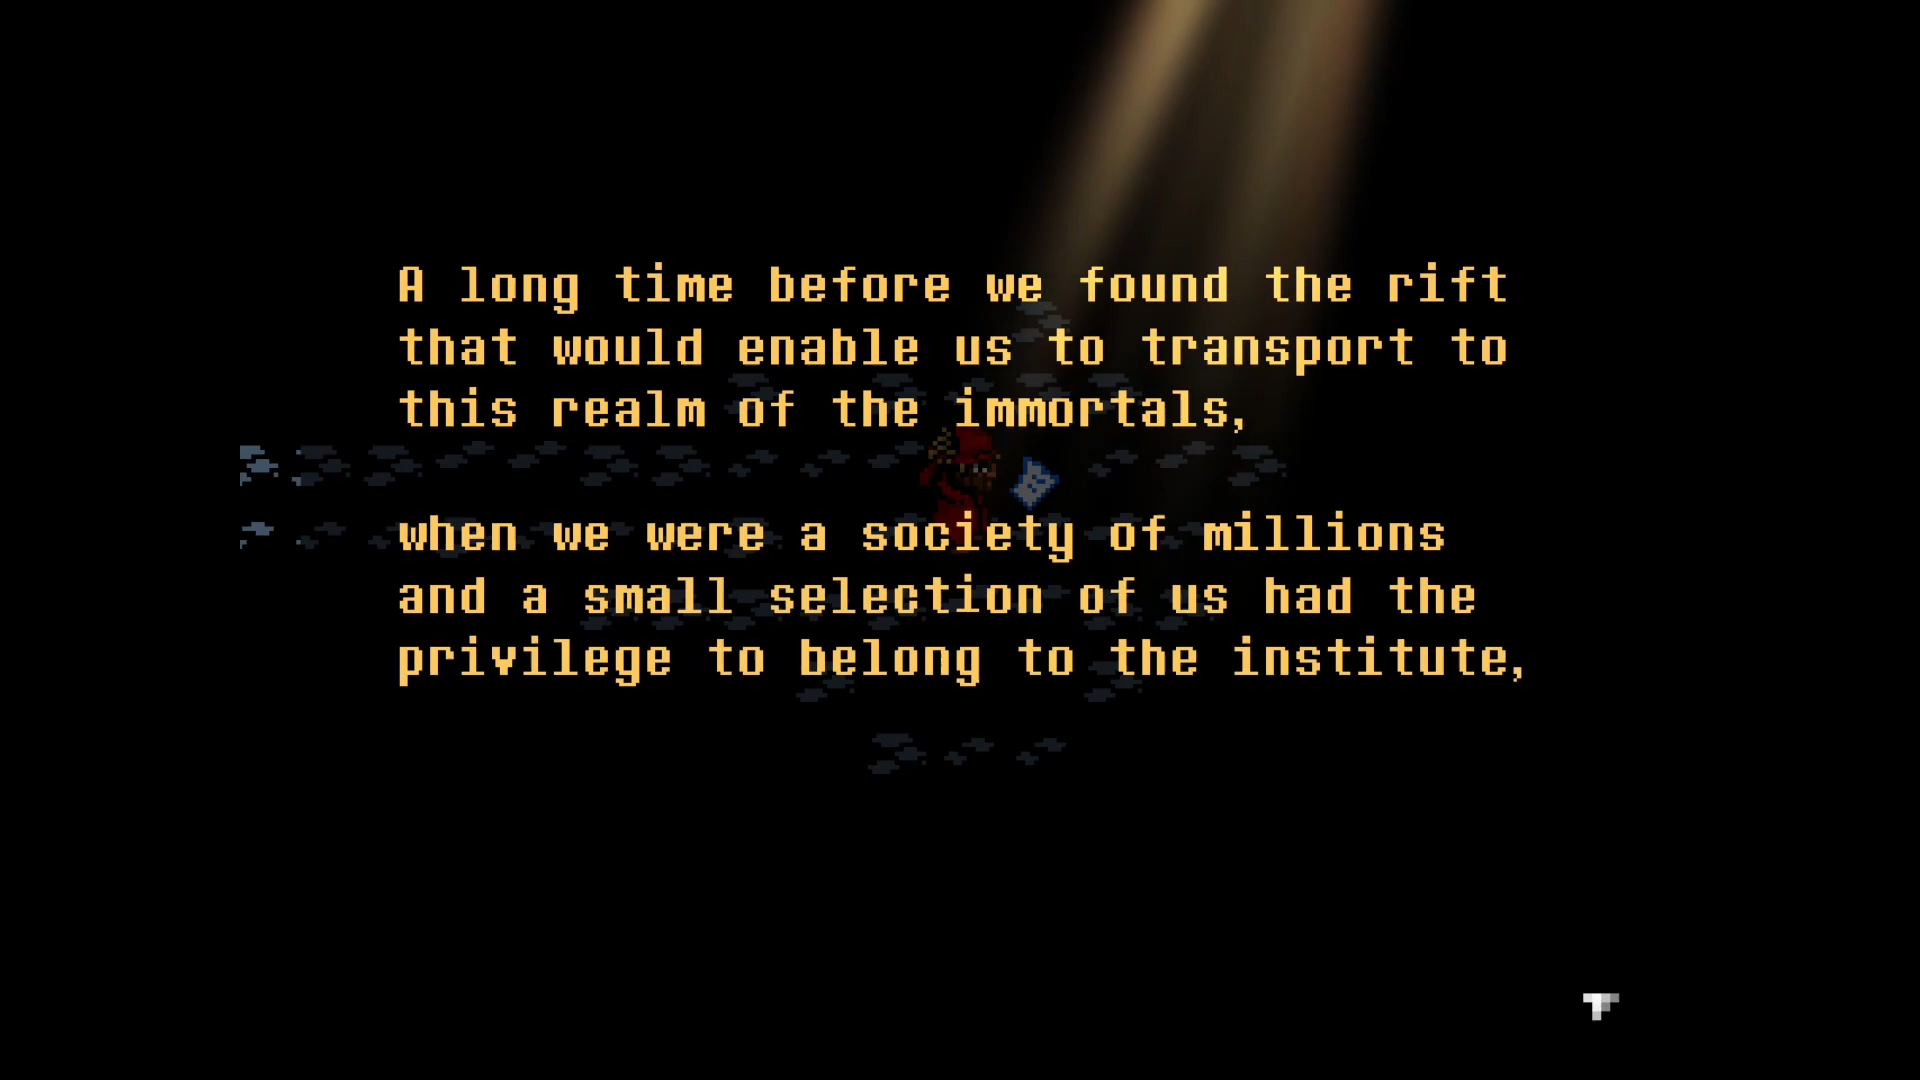 A long time before we found the rift
that would enable us to transport to
this realm of the immortals,
when we were a society of millions
and a small selection of us had the
privilege to belong to the institute,